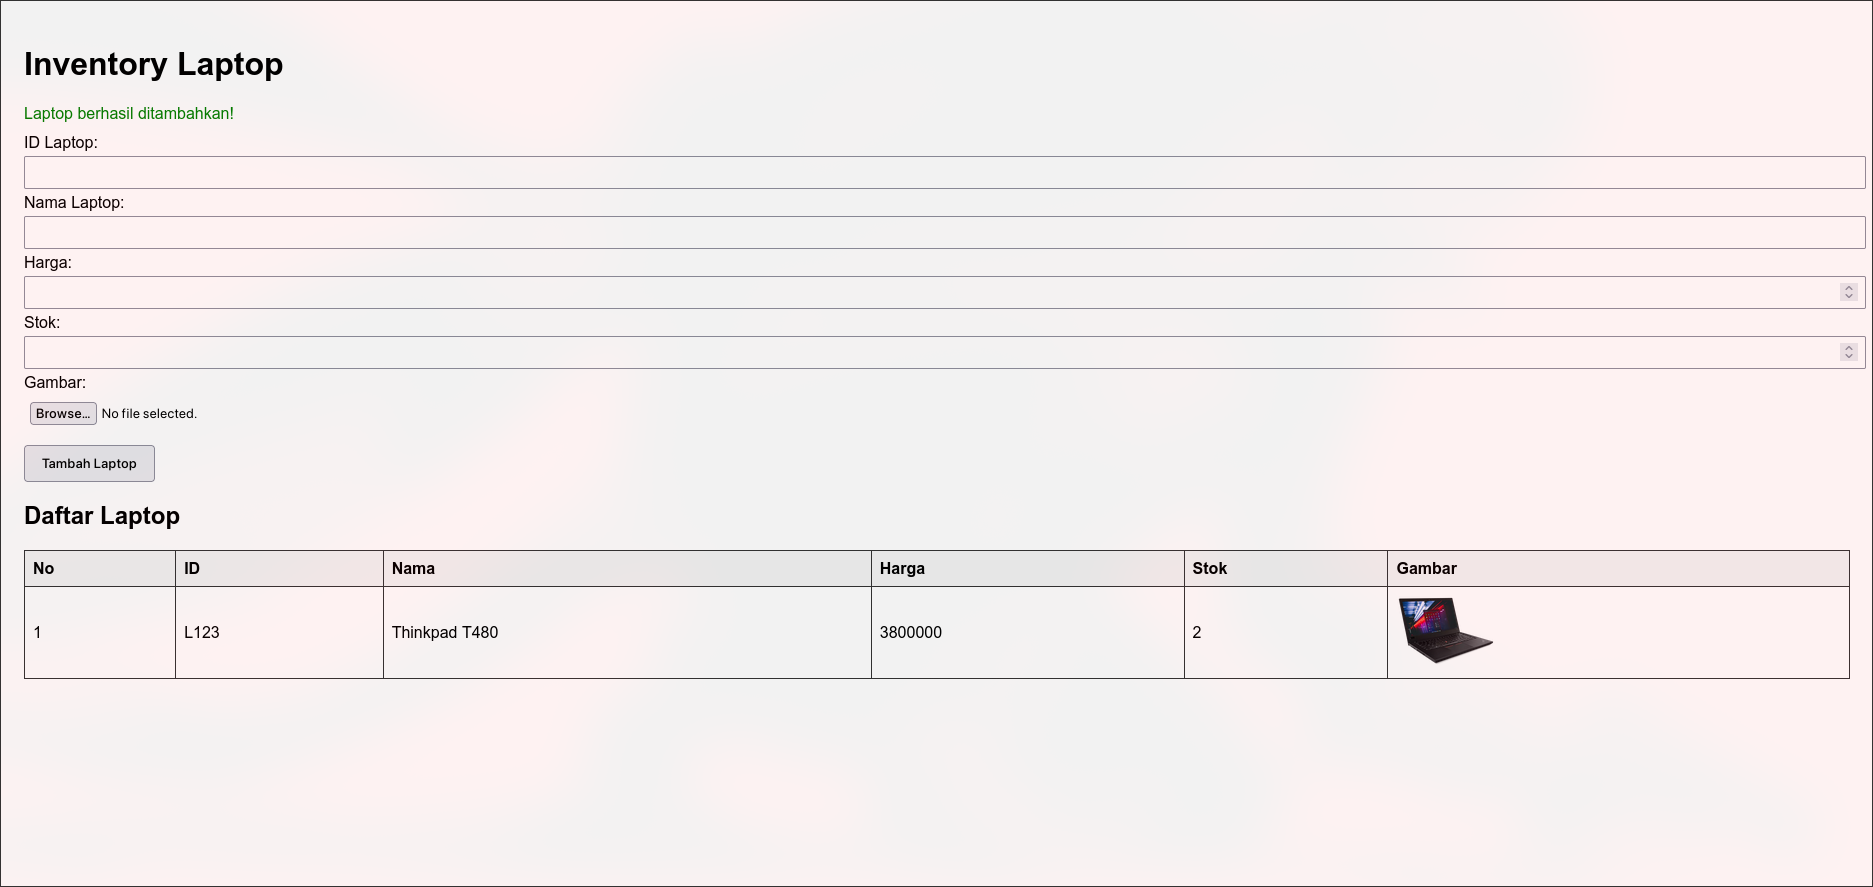 Inventory Laptop
Laptop berhasil ditambahkan!
ID Laptop:
Nama Laptop:
Harga:
Stok:
Gambar:
Browse... No file selected.
Tambah Laptop
Daftar Laptop
No ID Nama Harga Stok Gambar
1 L123 Thinkpad T480 3800000 2